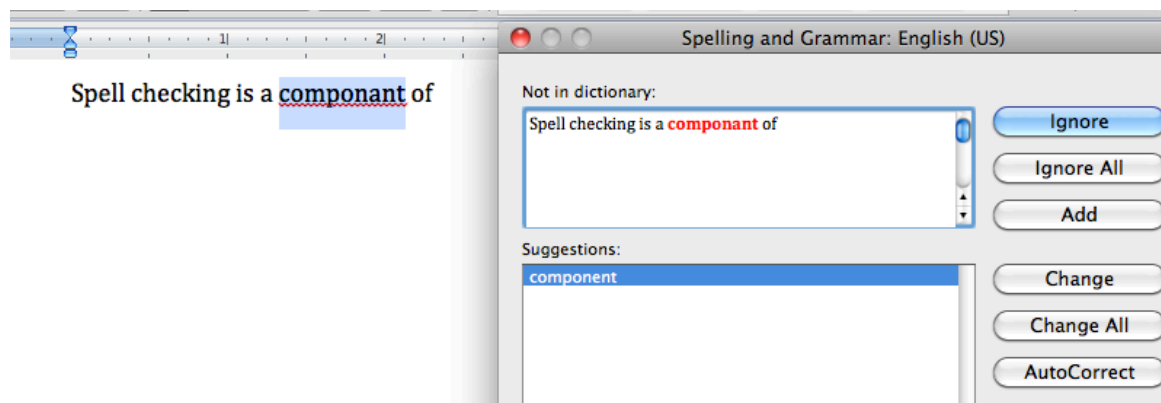 1
2
Spell checking is a componant of
Spelling and Grammar: English (US)
Not in dictionary:
Spell checking is a componant of
Ignore
Ignore All
Add
Suggestions:
component
Change
Change All
AutoCorrect